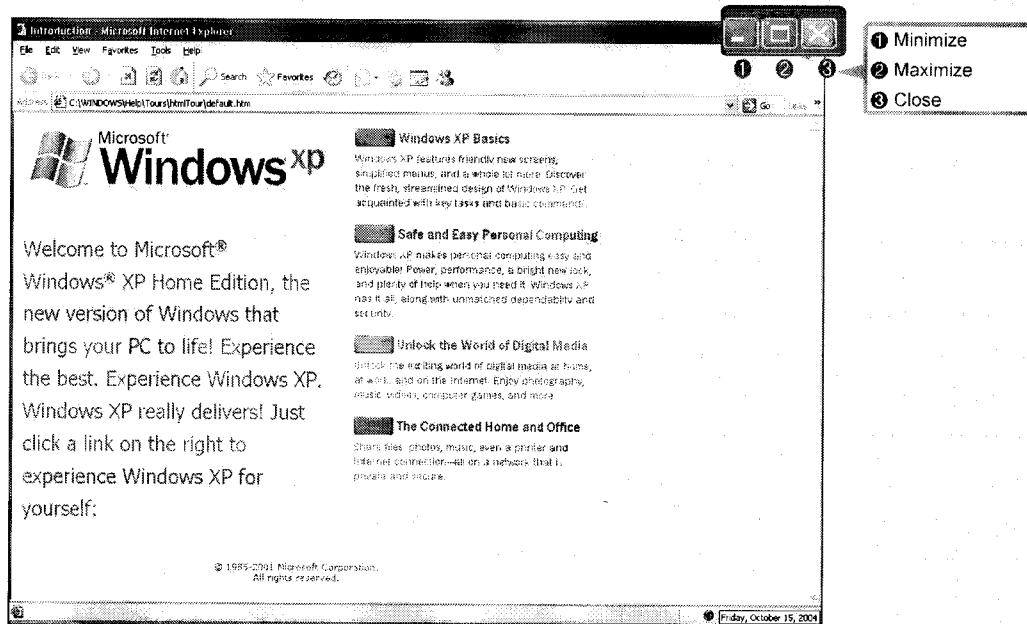 Introduction - Microsoft Internet Explorer
File Edit View Favorites Tools Help
Search Favorites
Address C:\WINDOWS\Help\Tours\htmlTour\default.htm Go Links »
❶ ❷ ❸
❶ Minimize
❷ Maximize
❸ Close
Microsoft®
Windows xp
Welcome to Microsoft®
Windows® XP Home Edition, the
new version of Windows that
brings your PC to life! Experience
the best. Experience Windows XP.
Windows XP really delivers! Just
click a link on the right to
experience Windows XP for
yourself:
Windows XP Basics
Windows XP features friendly new screens,
simplified menus, and a whole lot more. Discover
the fresh, streamlined design of Windows XP. Get
acquainted with key tasks and basic commands.
Safe and Easy Personal Computing
Windows XP makes personal computing easy and
enjoyable! Power, performance, a bright new look,
and plenty of help when you need it. Windows XP
has it all, along with unmatched dependability and
security.
Unlock the World of Digital Media
Unlock the exciting world of digital media at home,
at work, and on the Internet. Enjoy photography,
music, videos, computer games, and more.
The Connected Home and Office
Share files, photos, music, even a printer and
Internet connection—all on a network that is
private and secure.
© 1985-2001 Microsoft Corporation.
All rights reserved.
Friday, October 15, 2004